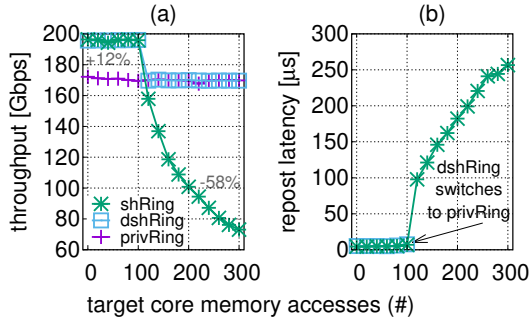 (a)
(b)
throughput [Gbps]
200
180
160
140
120
100
80
60
+12%
-58%
shRing
dshRing
privRing
0
100
200
300
repost latency [µs]
300
250
200
150
100
50
0
dshRing
switches
to privRing
0
100
200
300
target core memory accesses (#)